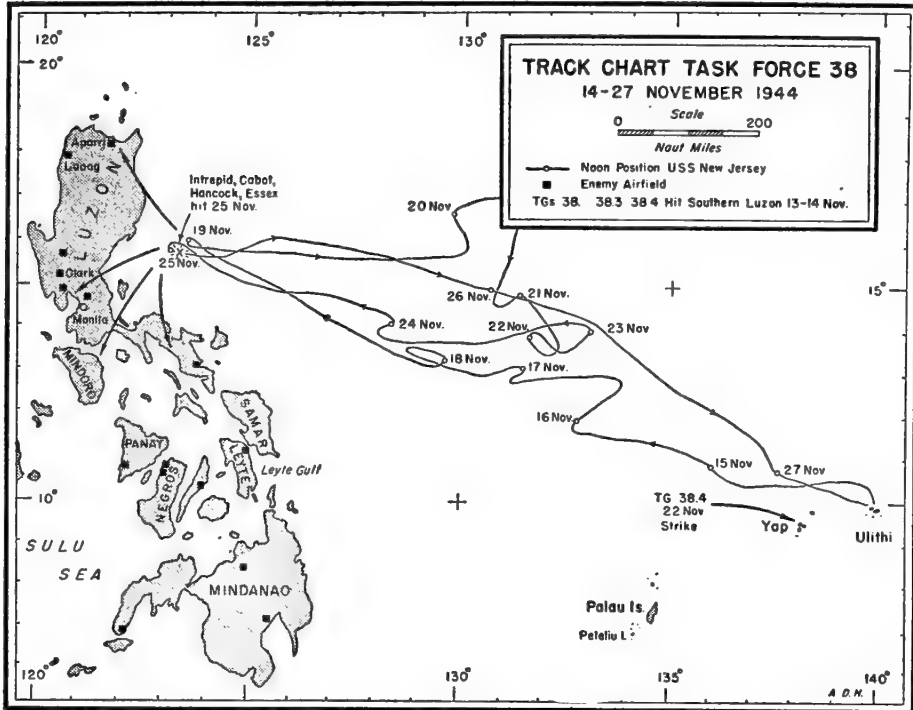 120°
125°
130°
20°
TRACK CHART TASK FORCE 38
14-27 NOVEMBER 1944
Scale
0 200
Naut Miles
Noon Position USS New Jersey
Enemy Airfield
TGs 38. 38.3 38 4 Hit Southern Luzon 13-14 Nov.
Aparri
Laoag
LUZON
Intrepid, Cabot,
Hancock, Essex
hit 25 Nov.
19 Nov.
20 Nov
25 Nov.
Clark
Manila
26 Nov
21 Nov.
15°
24 Nov.
22 Nov.
23 Nov
18 Nov.
17 Nov.
MINDORO
16 Nov.
SAMAR
PANAY
LEYTE
Leyte Gulf
NEGROS
15 Nov
27 Nov
10°
10°
TG 38.4
22 Nov
Strike
Yap
Ulithi
SULU
SEA
MINDANAO
Palau Is.
Peleliu I.
120°
130°
135°
140°
A D.H.